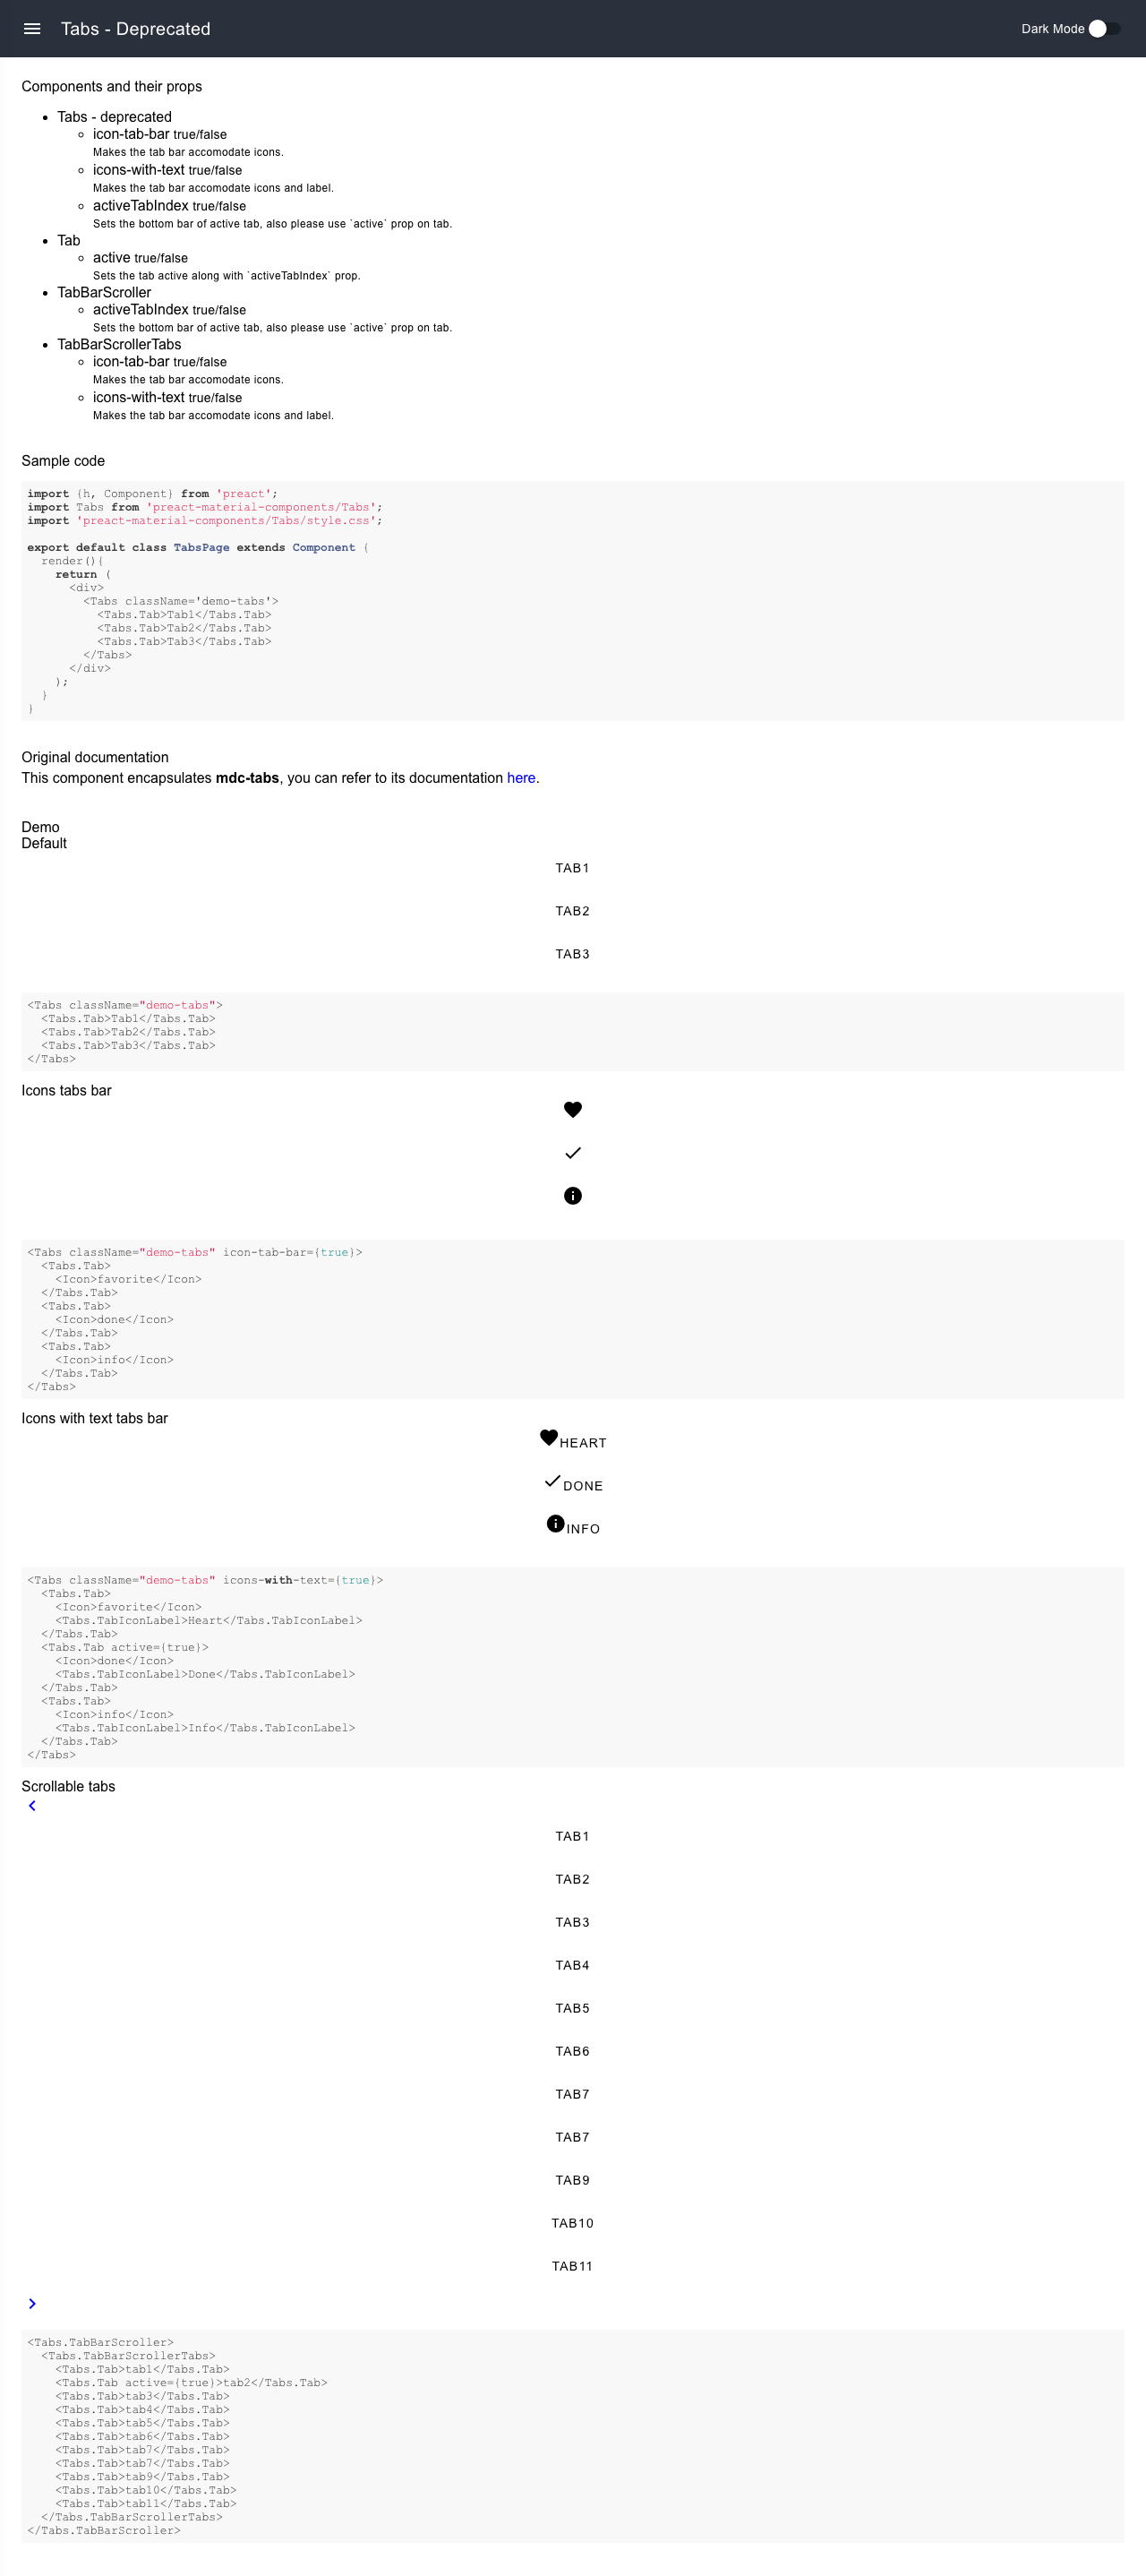 Tabs - Deprecated
Dark Mode
Components and their props
Tabs - deprecated
icon-tab-bar true/false
Makes the tab bar accomodate icons.
icons-with-text true/false
Makes the tab bar accomodate icons and label.
activeTabIndex true/false
Sets the bottom bar of active tab, also please use `active` prop on tab.
Tab
active true/false
Sets the tab active along with `activeTabIndex` prop.
TabBarScroller
activeTabIndex true/false
Sets the bottom bar of active tab, also please use `active` prop on tab.
TabBarScrollerTabs
icon-tab-bar true/false
Makes the tab bar accomodate icons.
icons-with-text true/false
Makes the tab bar accomodate icons and label.
Sample code
import {h, Component} from 'preact';
import Tabs from 'preact-material-components/Tabs';
import 'preact-material-components/Tabs/style.css';
export default class TabsPage extends Component {
  render(){
    return (
      <div>
        <Tabs className='demo-tabs'>
          <Tabs.Tab>Tab1</Tabs.Tab>
          <Tabs.Tab>Tab2</Tabs.Tab>
          <Tabs.Tab>Tab3</Tabs.Tab>
        </Tabs>
      </div>
    );
  }
}
Original documentation
This component encapsulates mdc-tabs, you can refer to its documentation here.
Demo
Default
TAB1
TAB2
TAB3
<Tabs className="demo-tabs">
  <Tabs.Tab>Tab1</Tabs.Tab>
  <Tabs.Tab>Tab2</Tabs.Tab>
  <Tabs.Tab>Tab3</Tabs.Tab>
</Tabs>
Icons tabs bar
<Tabs className="demo-tabs" icon-tab-bar={true}>
  <Tabs.Tab>
    <Icon>favorite</Icon>
  </Tabs.Tab>
  <Tabs.Tab>
    <Icon>done</Icon>
  </Tabs.Tab>
  <Tabs.Tab>
    <Icon>info</Icon>
  </Tabs.Tab>
</Tabs>
Icons with text tabs bar
HEART
DONE
INFO
<Tabs className="demo-tabs" icons-with-text={true}>
  <Tabs.Tab>
    <Icon>favorite</Icon>
    <Tabs.TabIconLabel>Heart</Tabs.TabIconLabel>
  </Tabs.Tab>
  <Tabs.Tab active={true}>
    <Icon>done</Icon>
    <Tabs.TabIconLabel>Done</Tabs.TabIconLabel>
  </Tabs.Tab>
  <Tabs.Tab>
    <Icon>info</Icon>
    <Tabs.TabIconLabel>Info</Tabs.TabIconLabel>
  </Tabs.Tab>
</Tabs>
Scrollable tabs
TAB1
TAB2
TAB3
TAB4
TAB5
TAB6
TAB7
TAB7
TAB9
TAB10
TAB11
<Tabs.TabBarScroller>
  <Tabs.TabBarScrollerTabs>
    <Tabs.Tab>tab1</Tabs.Tab>
    <Tabs.Tab active={true}>tab2</Tabs.Tab>
    <Tabs.Tab>tab3</Tabs.Tab>
    <Tabs.Tab>tab4</Tabs.Tab>
    <Tabs.Tab>tab5</Tabs.Tab>
    <Tabs.Tab>tab6</Tabs.Tab>
    <Tabs.Tab>tab7</Tabs.Tab>
    <Tabs.Tab>tab7</Tabs.Tab>
    <Tabs.Tab>tab9</Tabs.Tab>
    <Tabs.Tab>tab10</Tabs.Tab>
    <Tabs.Tab>tab11</Tabs.Tab>
  </Tabs.TabBarScrollerTabs>
</Tabs.TabBarScroller>